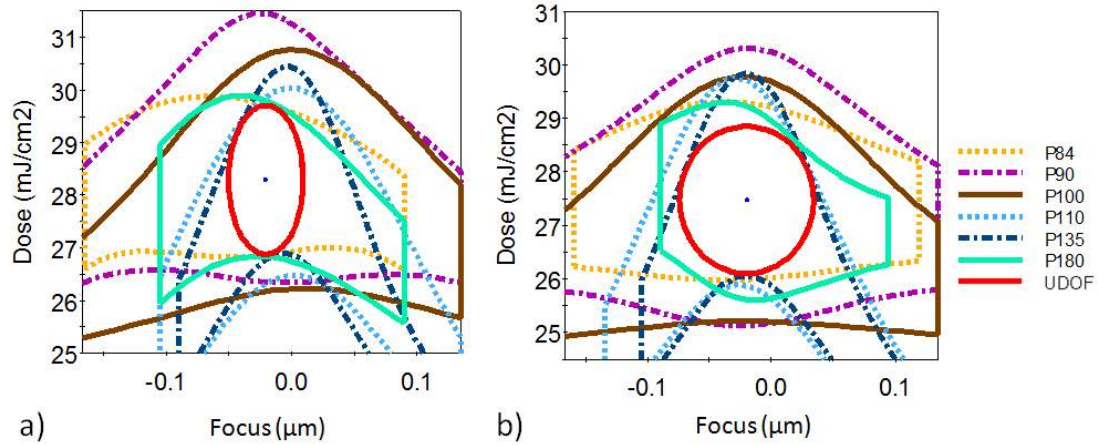 31
30
29
28
27
26
25
Dose (mJ/cm2)
-0.1
0.0
0.1
a)
Focus (µm)
31
30
29
28
27
26
25
Dose (mJ/cm2)
-0.1
0.0
0.1
b)
Focus (µm)
P84
P90
P100
P110
P135
P180
UDOF